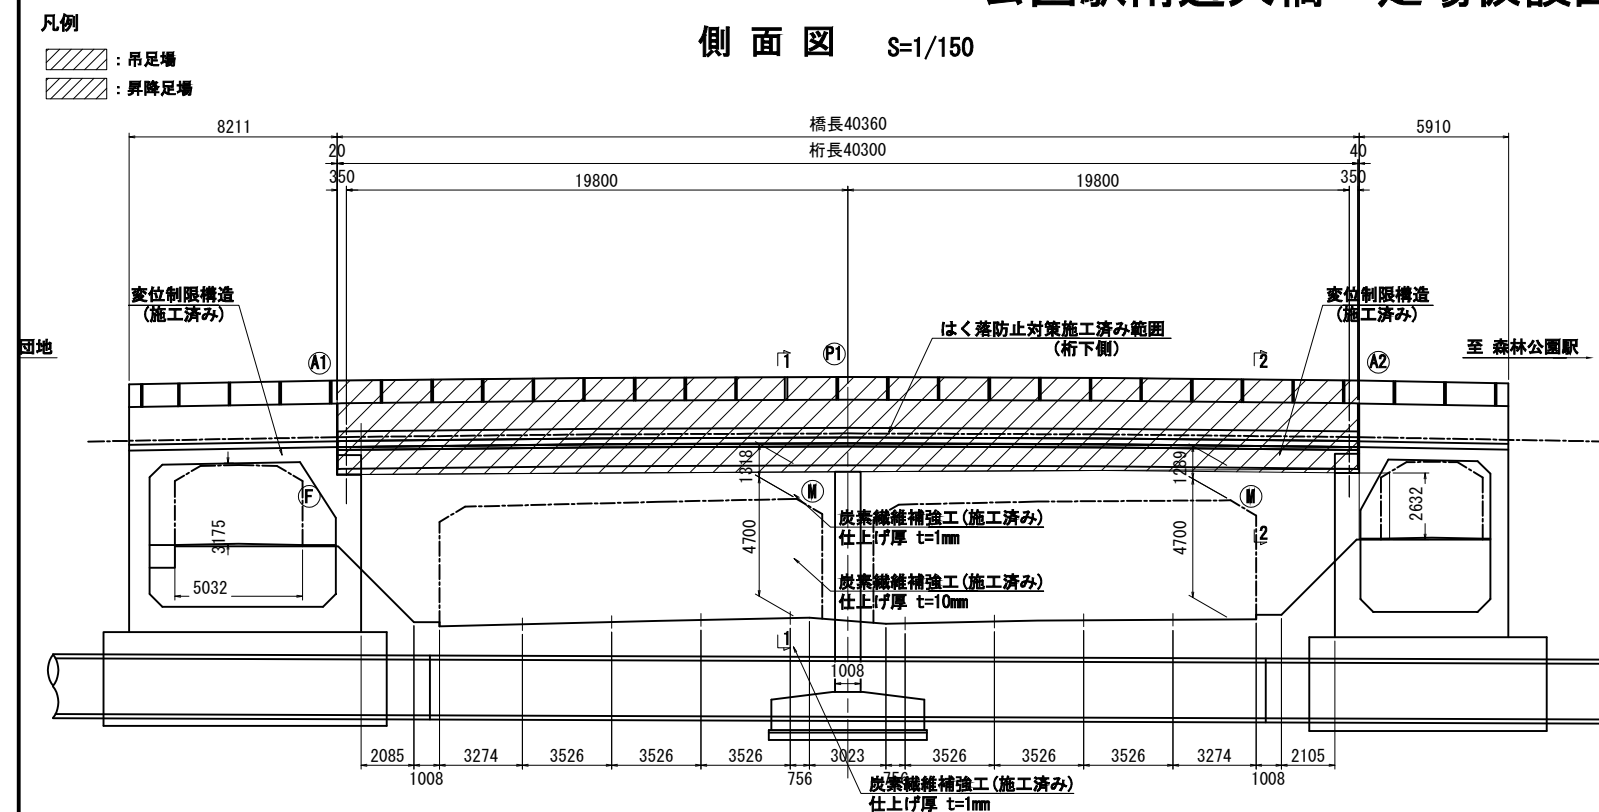 凡例
側面図 S=1/150
：吊足場
：昇降足場
8211
橋長40360
5910
20
桁長40300
40
350
19800
19800
350
変位制限構造
(施工済み)
変位制限構造
(施工済み)
はく落防止対策施工済み範囲
(桁下側)
団地
至 森林公園駅
A1
P1
A2
1
2
F
M
M
1318
1289
3175
5032
4700
4700
2632
炭素繊維補強工(施工済み)
仕上げ厚 t=1mm
2
炭素繊維補強工(施工済み)
仕上げ厚 t=10mm
1
1008
2085
3274
3526
3526
3526
3023
3526
3526
3526
3274
2105
1008
756
756
1008
炭素繊維補強工(施工済み)
仕上げ厚 t=1mm